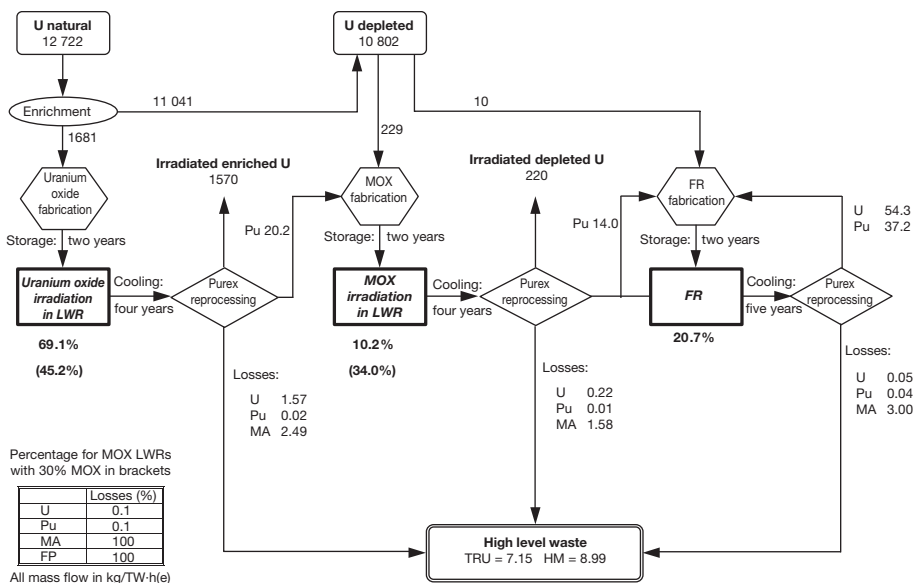 U natural
12 722
U depleted
10 802
Enrichment
11 041
10
1681
229
Uranium
oxide
fabrication
Irradiated enriched U
1570
MOX
fabrication
Irradiated depleted U
220
FR
fabrication
U 54.3
Pu 37.2
Storage: two years
Pu 20.2
Storage: two years
Pu 14.0
Storage: two years
Uranium oxide
irradiation
in LWR
Cooling:
four years
Purex
reprocessing
MOX
irradiation
in LWR
Cooling:
four years
Purex
reprocessing
FR
Cooling:
five years
Purex
reprocessing
69.1%
(45.2%)
10.2%
(34.0%)
20.7%
Losses:
U 1.57
Pu 0.02
MA 2.49
Losses:
U 0.22
Pu 0.01
MA 1.58
Losses:
U 0.05
Pu 0.04
MA 3.00
Percentage for MOX LWRs
with 30% MOX in brackets
Losses (%)
U 0.1
Pu 0.1
MA 100
FP 100
All mass flow in kg/TW·h(e)
High level waste
TRU = 7.15 HM = 8.99